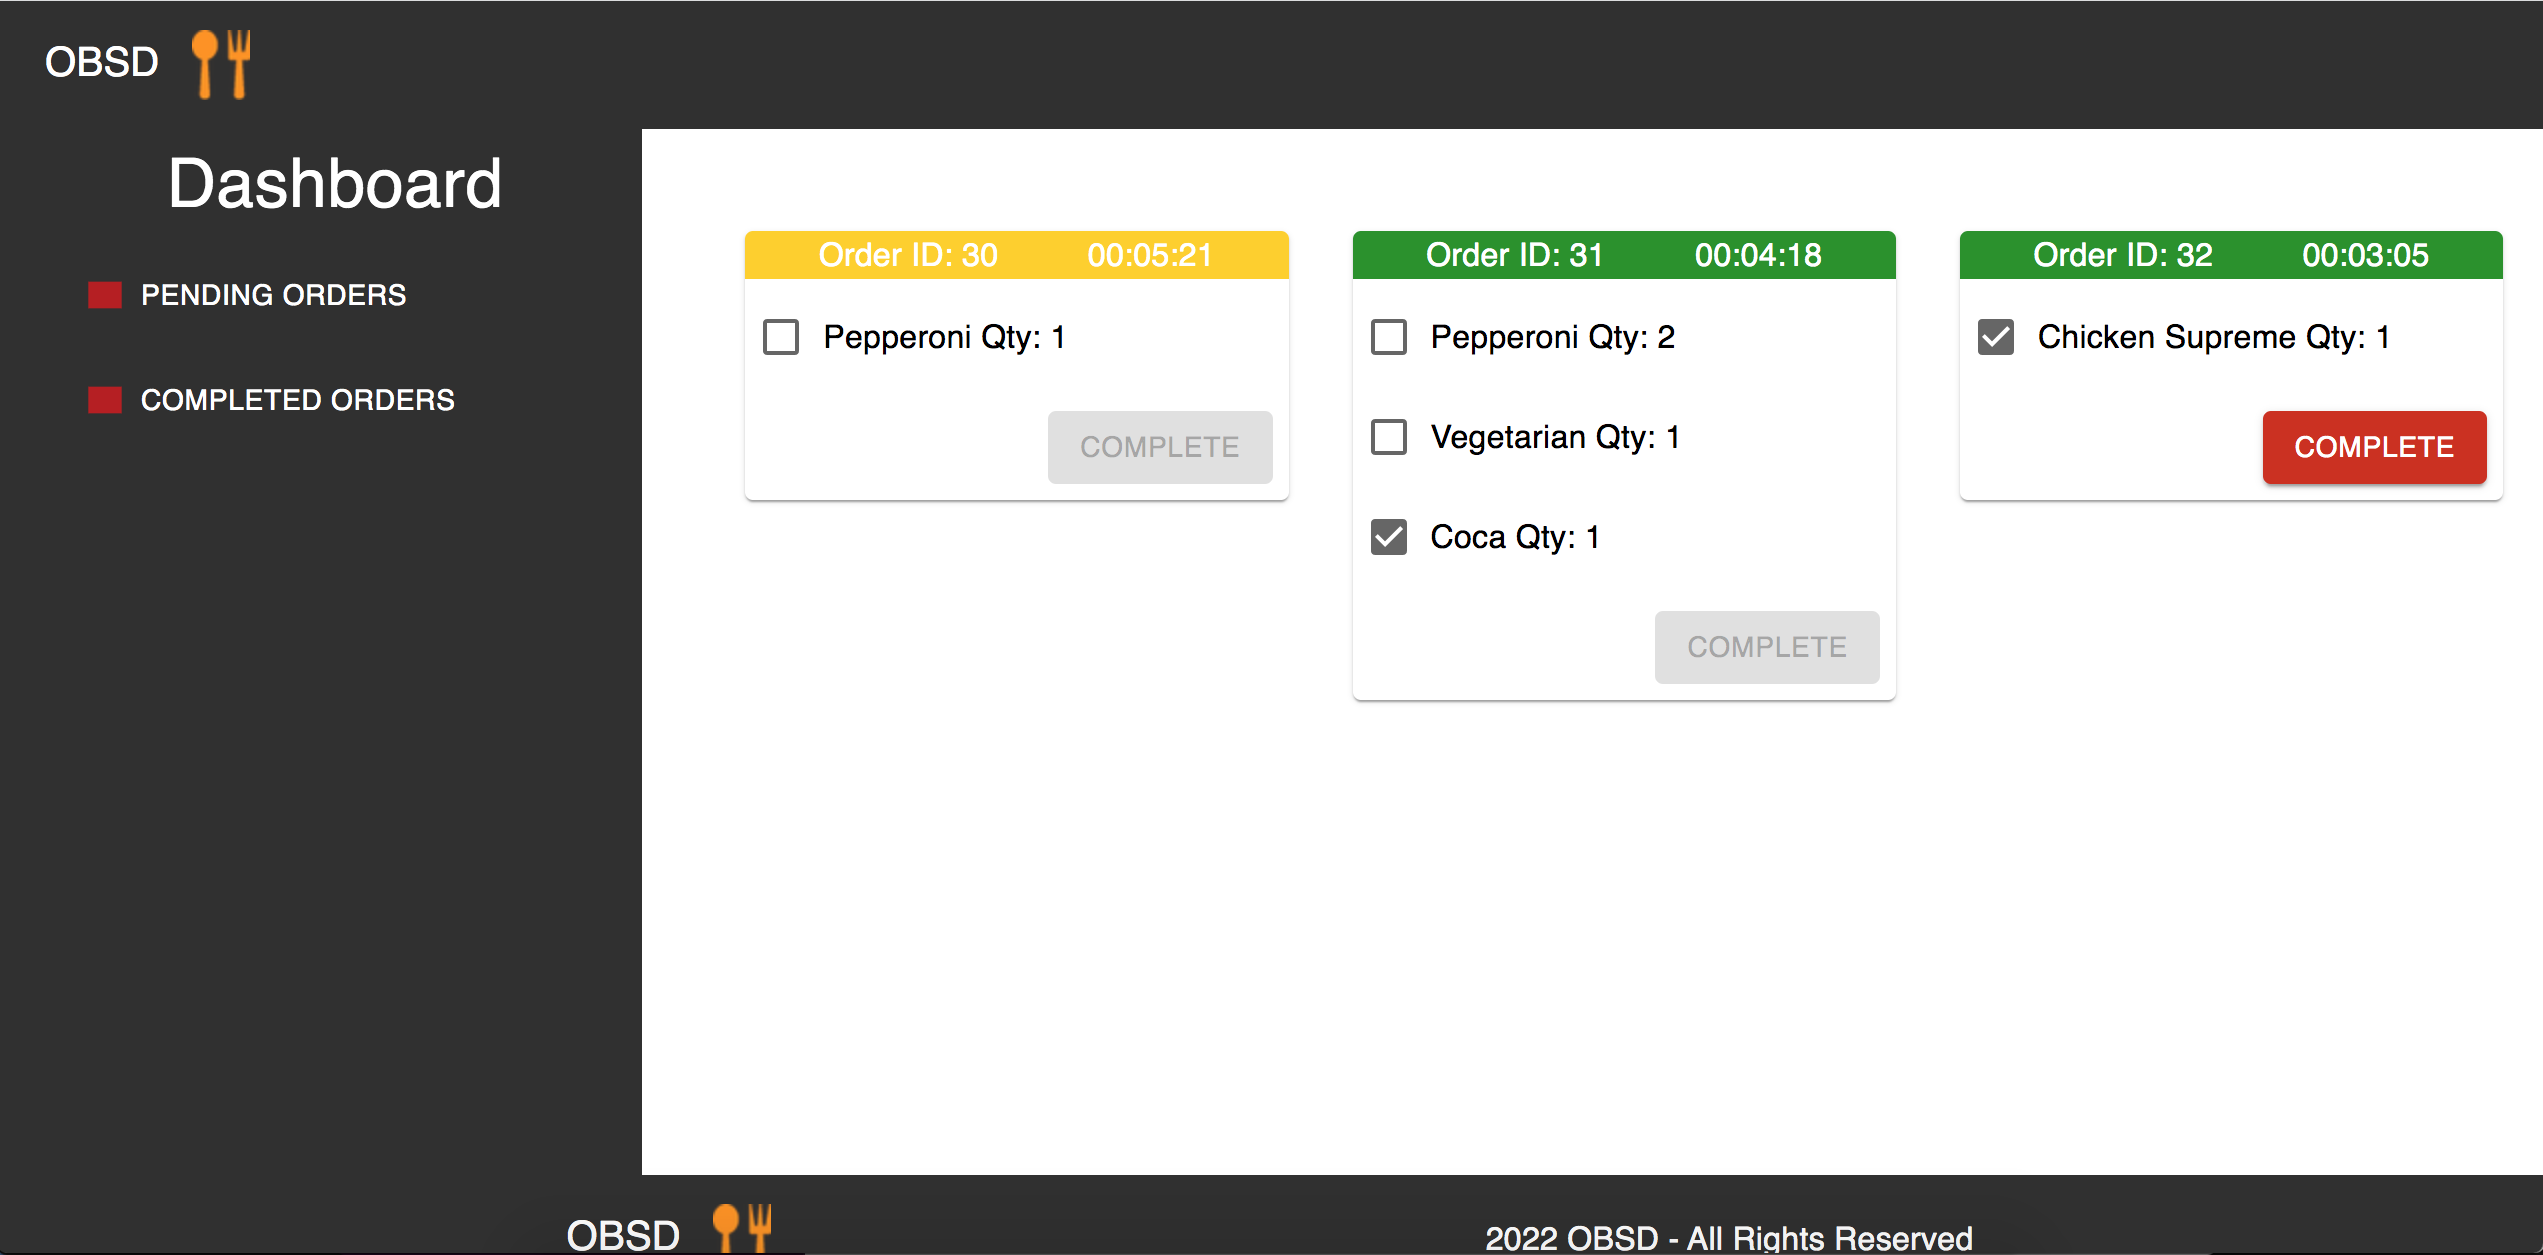 OBSD
Dashboard
PENDING ORDERS
COMPLETED ORDERS
Order ID: 30 00:05:21
Pepperoni Qty: 1
COMPLETE
Order ID: 31 00:04:18
Pepperoni Qty: 2
Vegetarian Qty: 1
Coca Qty: 1
COMPLETE
Order ID: 32 00:03:05
Chicken Supreme Qty: 1
COMPLETE
OBSD
2022 OBSD - All Rights Reserved